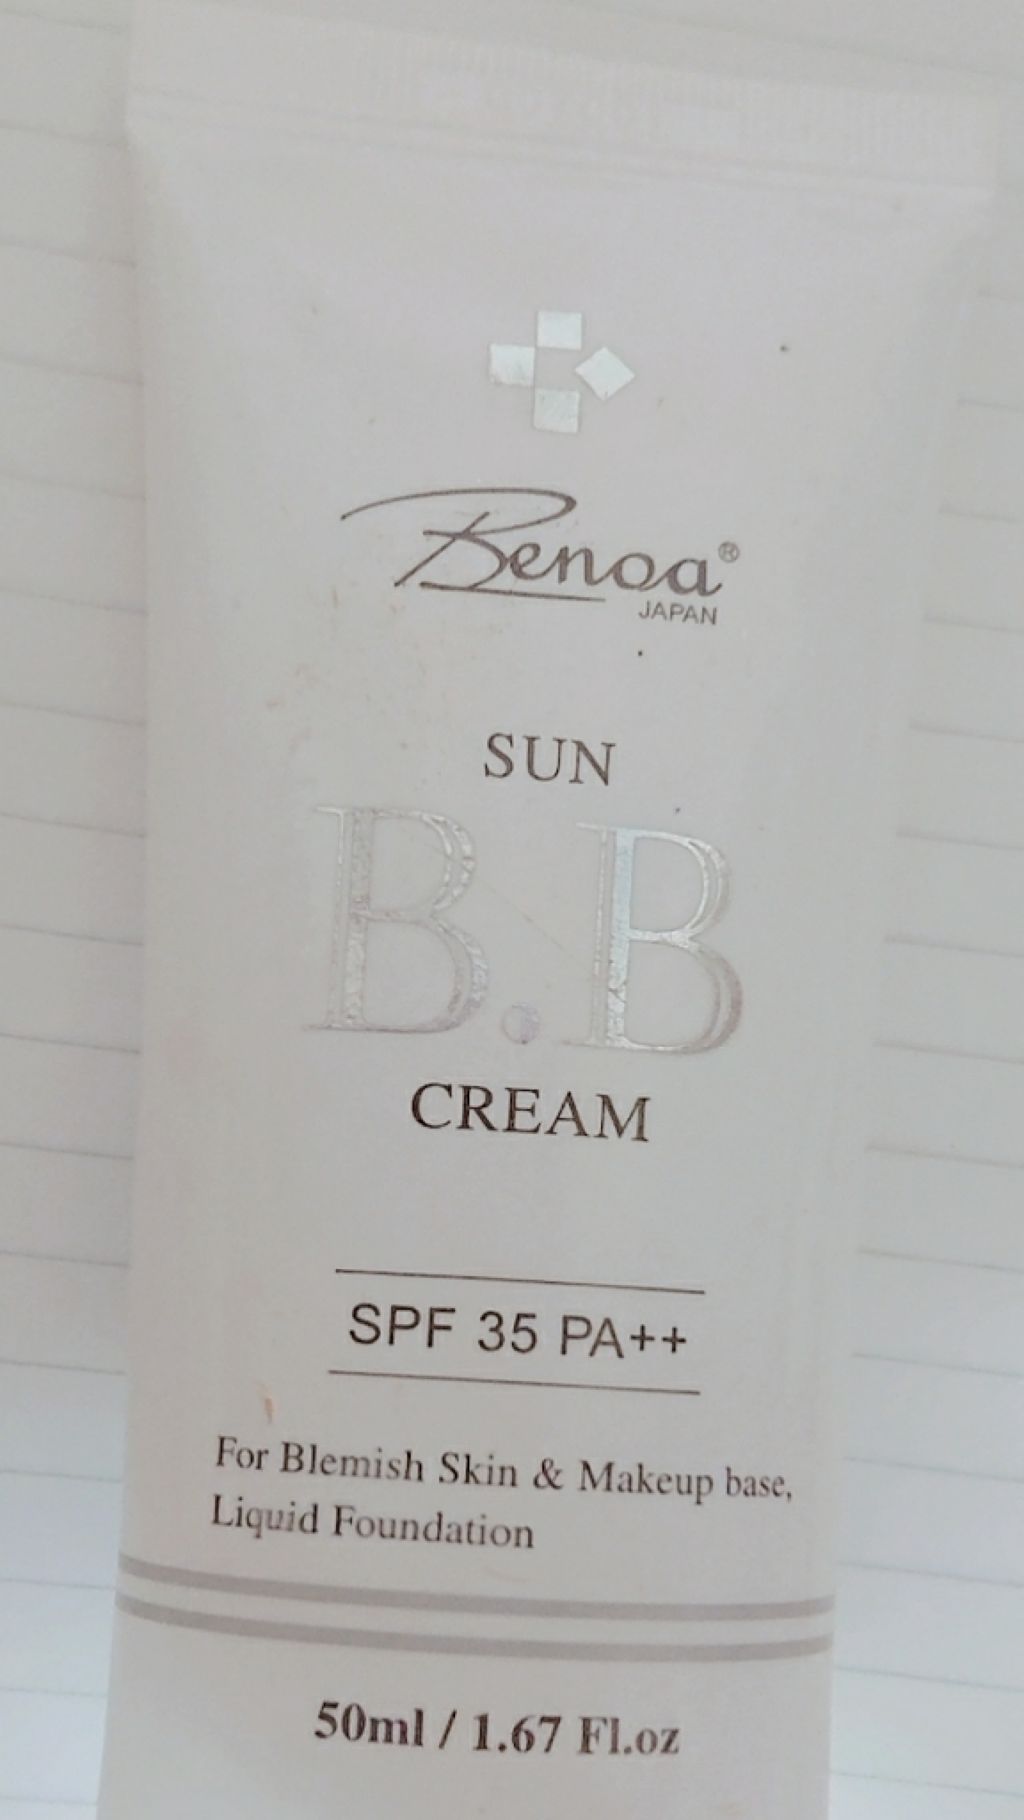 Benoa®
JAPAN
SUN
B.B
CREAM
SPF 35 PA++
For Blemish Skin & Makeup base,
Liquid Foundation
50ml / 1.67 Fl.oz